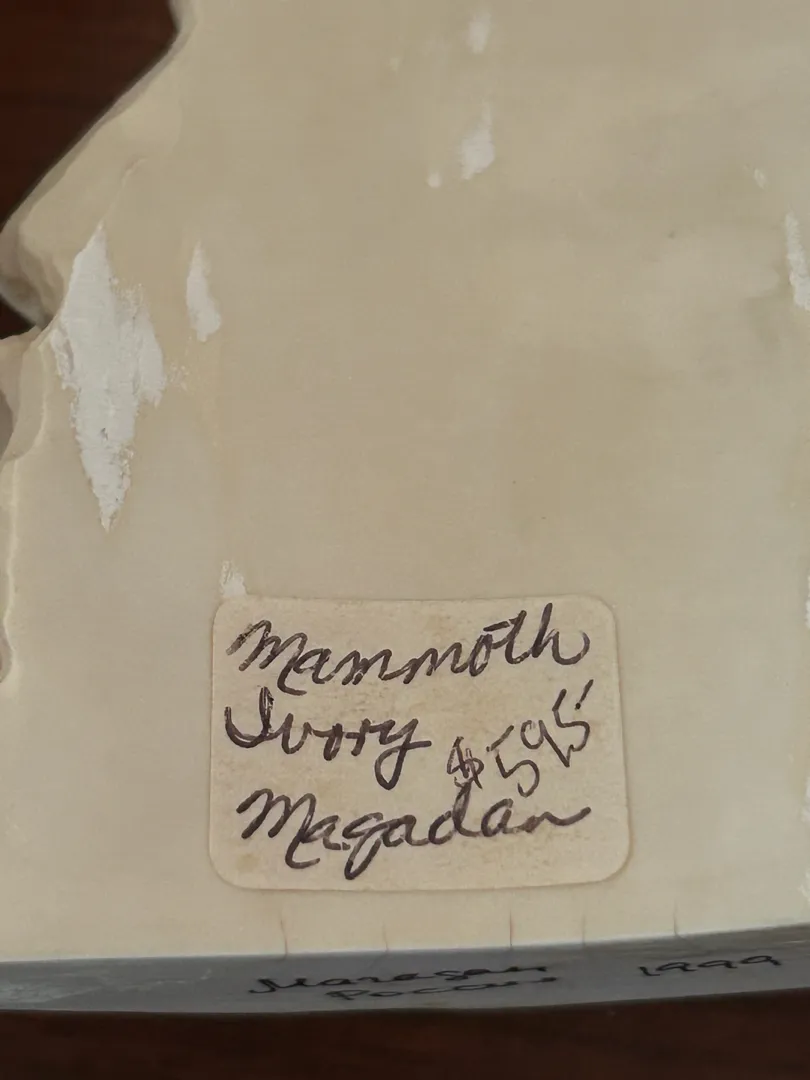 Mammoth
Ivory $595
Magadan
Магадан 1999
Россия